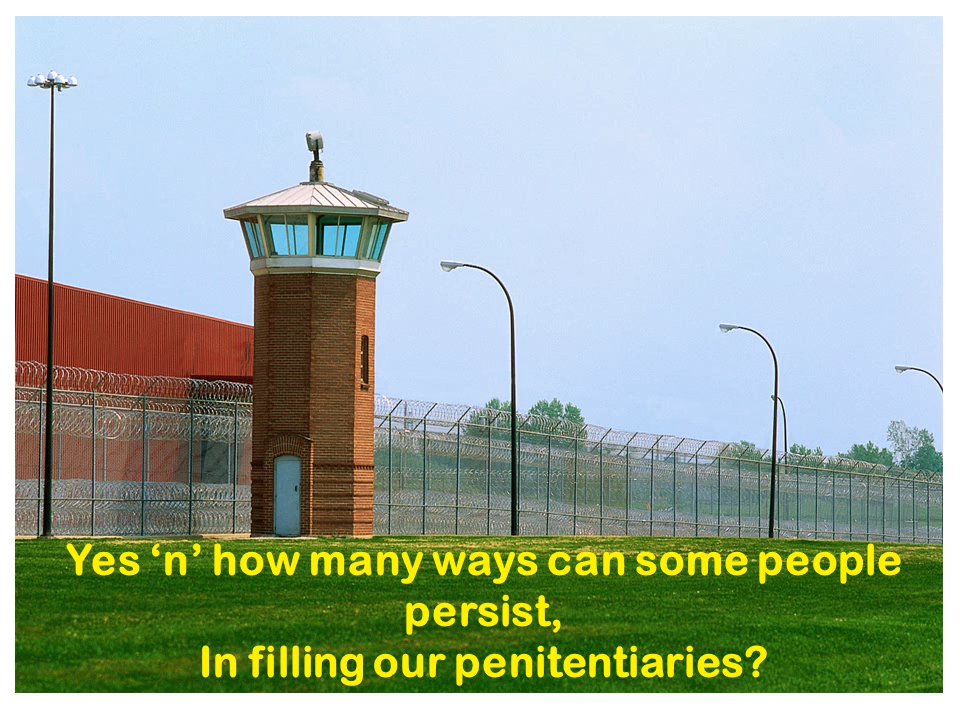 Yes ‘n’ how many ways can some people
persist,
In filling our penitentiaries?